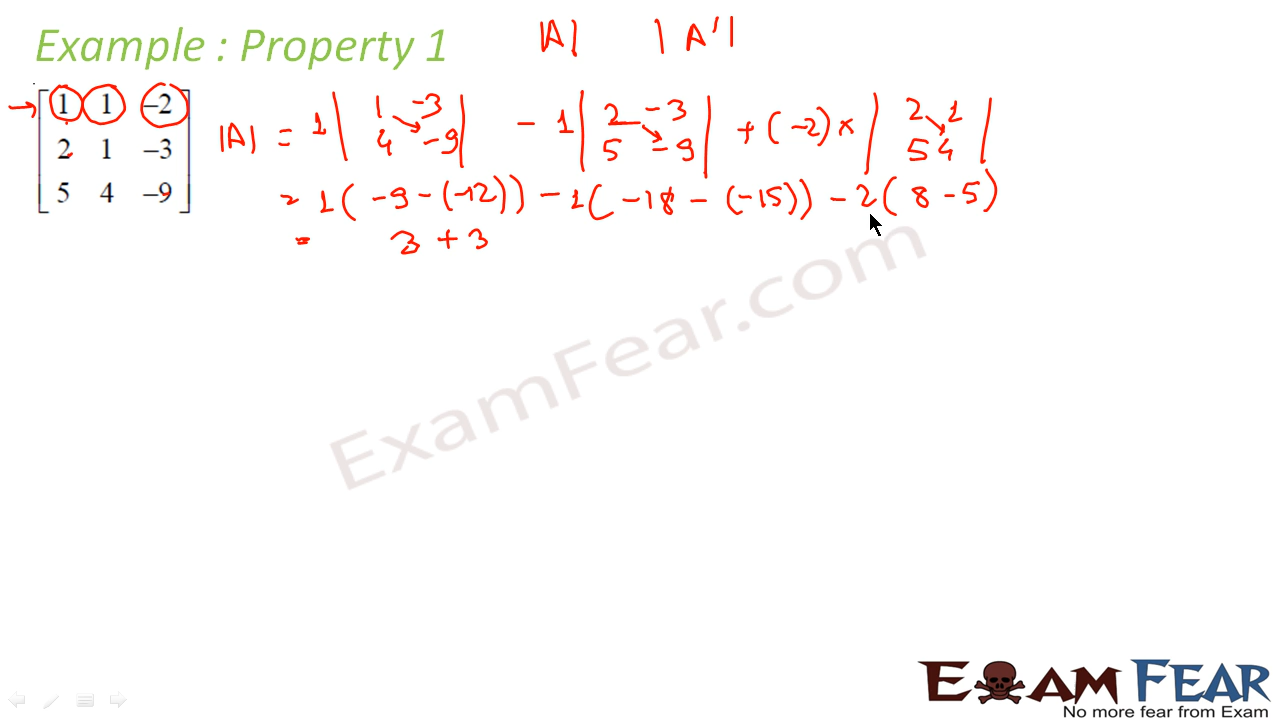 Example : Property 1
|A| |A'|
1 1 –2
2 1 –3
5 4 –9
|A| = 1 | 1 -3 | - 1 | 2 -3 | + (-2) × | 2 1 |
4 -9 5 -9 5 4
= 1 ( -9 - (-12)) - 1 ( -18 - (-15)) - 2 ( 8 - 5)
= 3 + 3
ExamFear.com
EXAM FEAR
No more fear from Exam